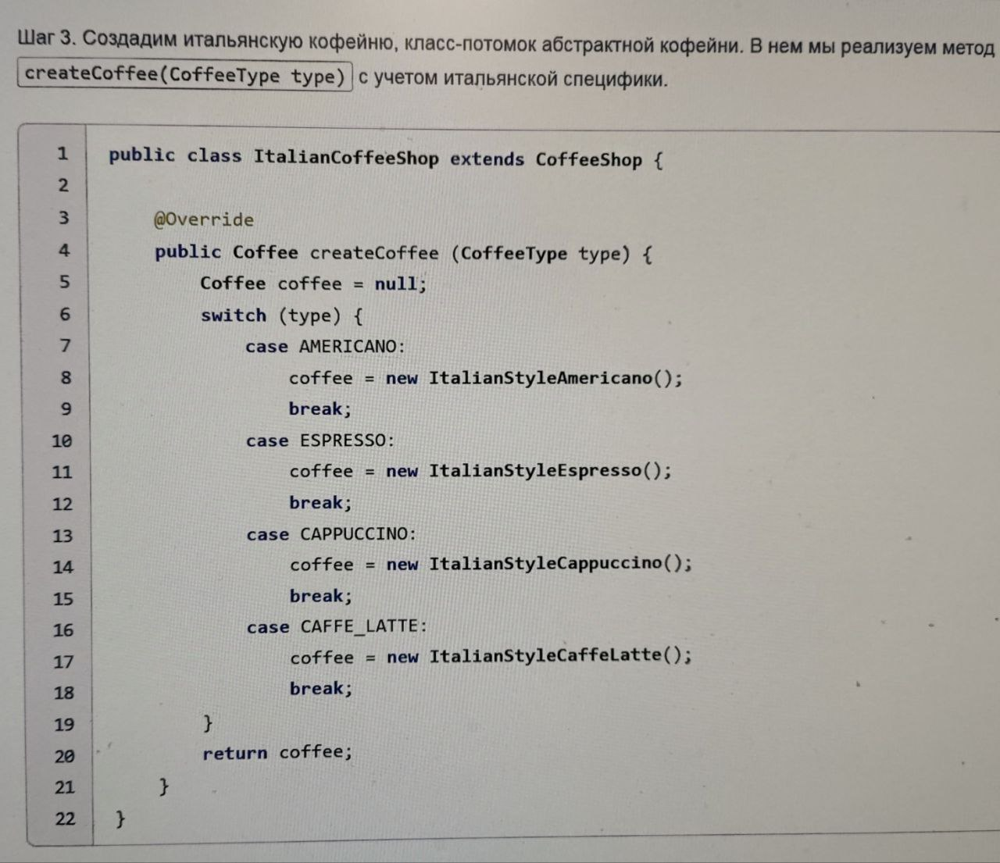 Шаг 3. Создадим итальянскую кофейню, класс-потомок абстрактной кофейни. В нем мы реализуем метод
createCoffee(CoffeeType type) с учетом итальянской специфики.
1 public class ItalianCoffeeShop extends CoffeeShop {
2
3 @Override
4 public Coffee createCoffee (CoffeeType type) {
5 Coffee coffee = null;
6 switch (type) {
7 case AMERICANO:
8 coffee = new ItalianStyleAmericano();
9 break;
10 case ESPRESSO:
11 coffee = new ItalianStyleEspresso();
12 break;
13 case CAPPUCCINO:
14 coffee = new ItalianStyleCappuccino();
15 break;
16 case CAFFE_LATTE:
17 coffee = new ItalianStyleCaffeLatte();
18 break;
19 }
20 return coffee;
21 }
22 }